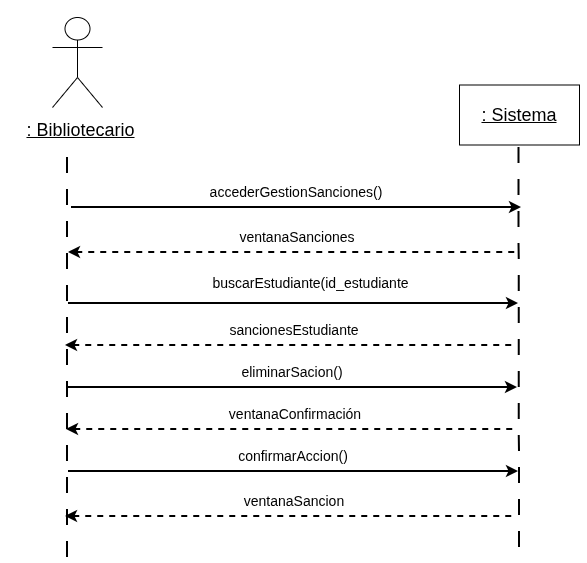 : Bibliotecario
: Sistema
accederGestionSanciones()
ventanaSanciones
buscarEstudiante(id_estudiante
sancionesEstudiante
eliminarSacion()
ventanaConfirmación
confirmarAccion()
ventanaSancion